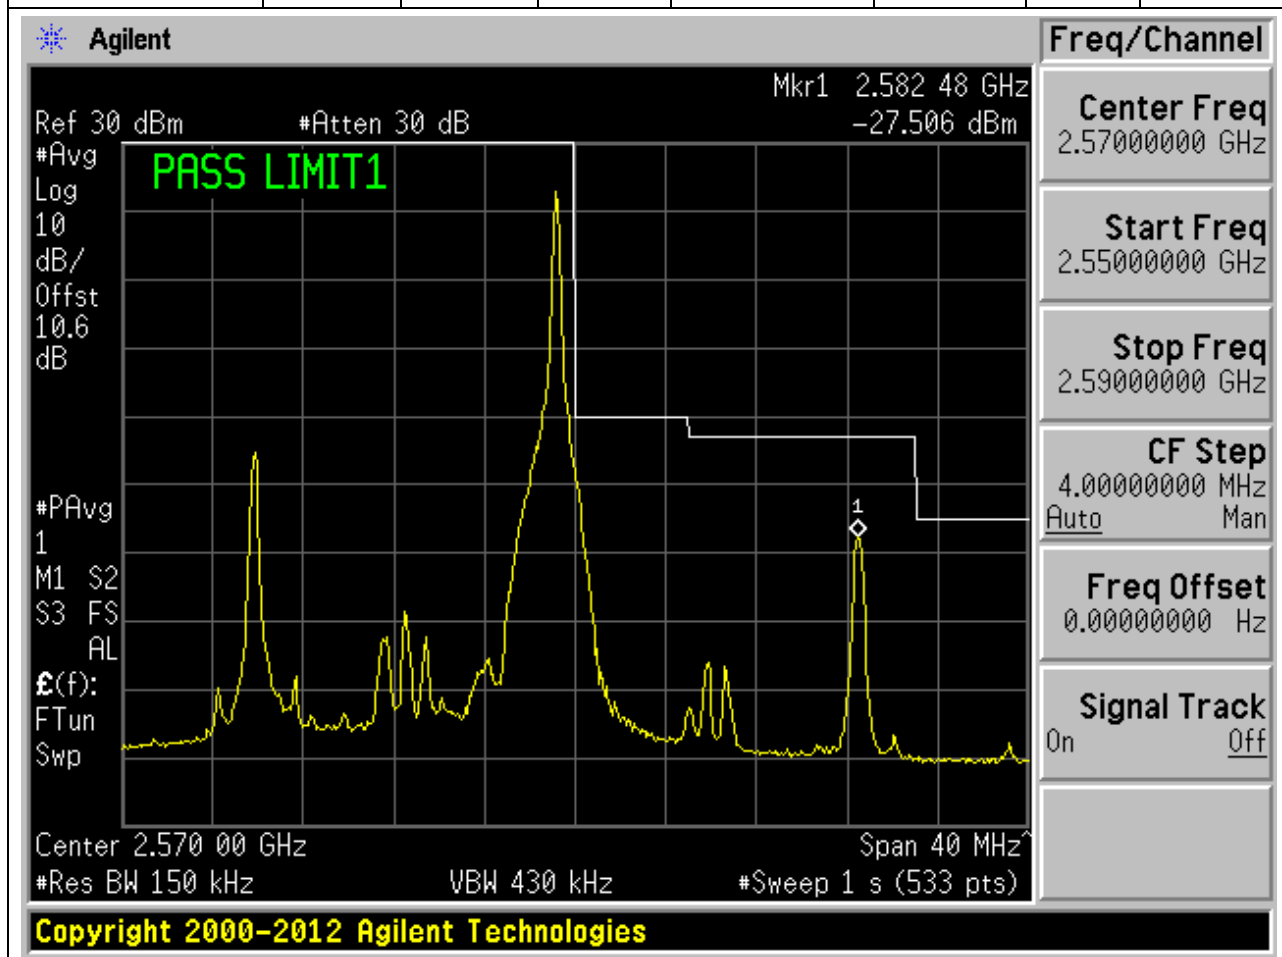 Agilent
Freq/Channel
Mkr1 2.582 48 GHz
Ref 30 dBm #Atten 30 dB -27.506 dBm
#Avg
Log
10
dB/
Offst
10.6
dB
PASS LIMIT1
#PAvg
1
M1 S2
S3 FS
AL
£(f):
FTun
Swp
1
Center 2.570 00 GHz Span 40 MHz^
#Res BW 150 kHz VBW 430 kHz #Sweep 1 s (533 pts)
Center Freq
2.57000000 GHz
Start Freq
2.55000000 GHz
Stop Freq
2.59000000 GHz
CF Step
4.00000000 MHz
Auto Man
Freq Offset
0.00000000 Hz
Signal Track
On Off
Copyright 2000-2012 Agilent Technologies